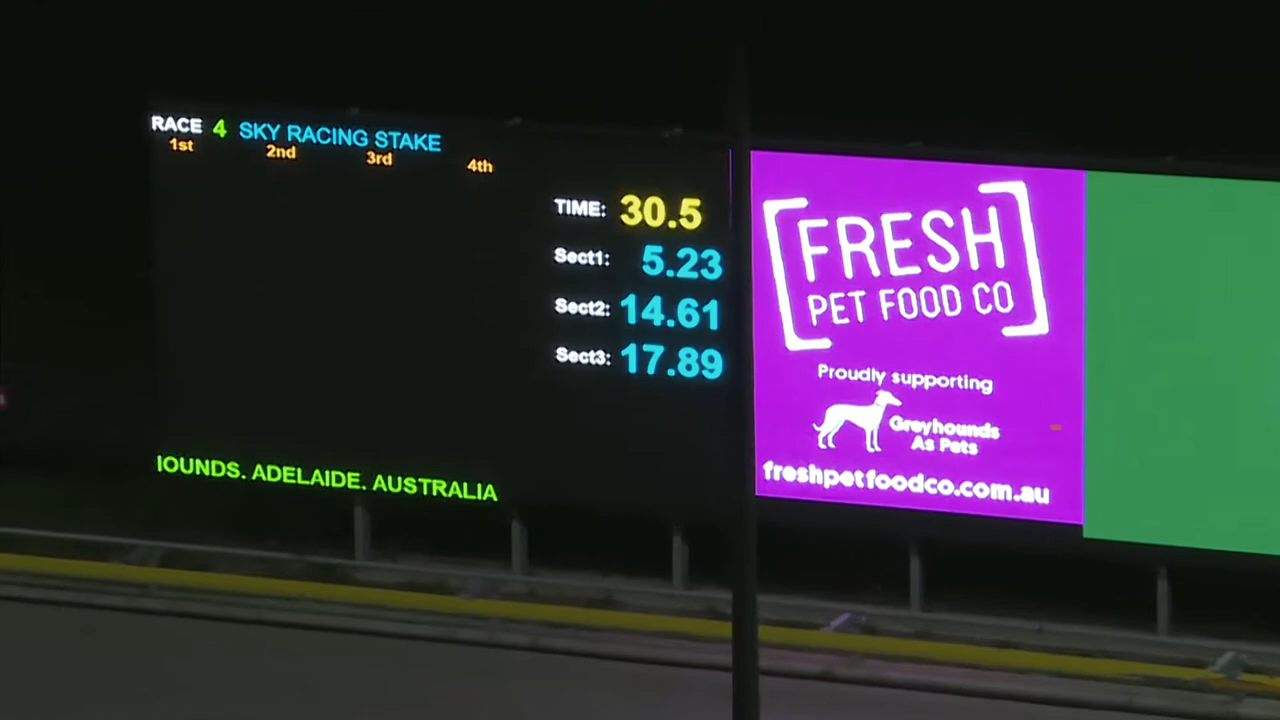 RACE 4 SKY RACING STAKE
1st 2nd 3rd 4th
TIME: 30.5
Sect1: 5.23
Sect2: 14.61
Sect3: 17.89
IOUNDS. ADELAIDE. AUSTRALIA
FRESH
PET FOOD CO
Proudly supporting
Greyhounds
As Pets
freshpetfoodco.com.au